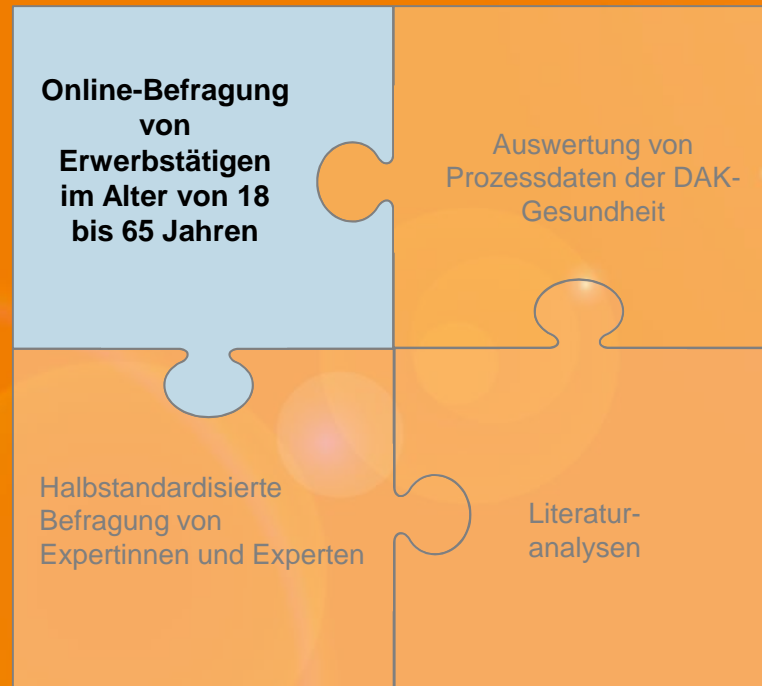 Online-Befragung
von
Erwerbstätigen
im Alter von 18
bis 65 Jahren
Auswertung von
Prozessdaten der DAK-
Gesundheit
Halbstandardisierte
Befragung von
Expertinnen und Experten
Literatur-
analysen